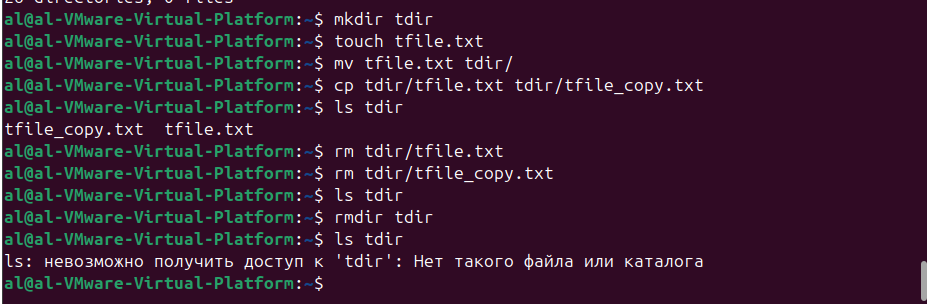 al@al-VMware-Virtual-Platform:~$ mkdir tdir
al@al-VMware-Virtual-Platform:~$ touch tfile.txt
al@al-VMware-Virtual-Platform:~$ mv tfile.txt tdir/
al@al-VMware-Virtual-Platform:~$ cp tdir/tfile.txt tdir/tfile_copy.txt
al@al-VMware-Virtual-Platform:~$ ls tdir
tfile_copy.txt  tfile.txt
al@al-VMware-Virtual-Platform:~$ rm tdir/tfile.txt
al@al-VMware-Virtual-Platform:~$ rm tdir/tfile_copy.txt
al@al-VMware-Virtual-Platform:~$ ls tdir
al@al-VMware-Virtual-Platform:~$ rmdir tdir
al@al-VMware-Virtual-Platform:~$ ls tdir
ls: невозможно получить доступ к 'tdir': Нет такого файла или каталога
al@al-VMware-Virtual-Platform:~$